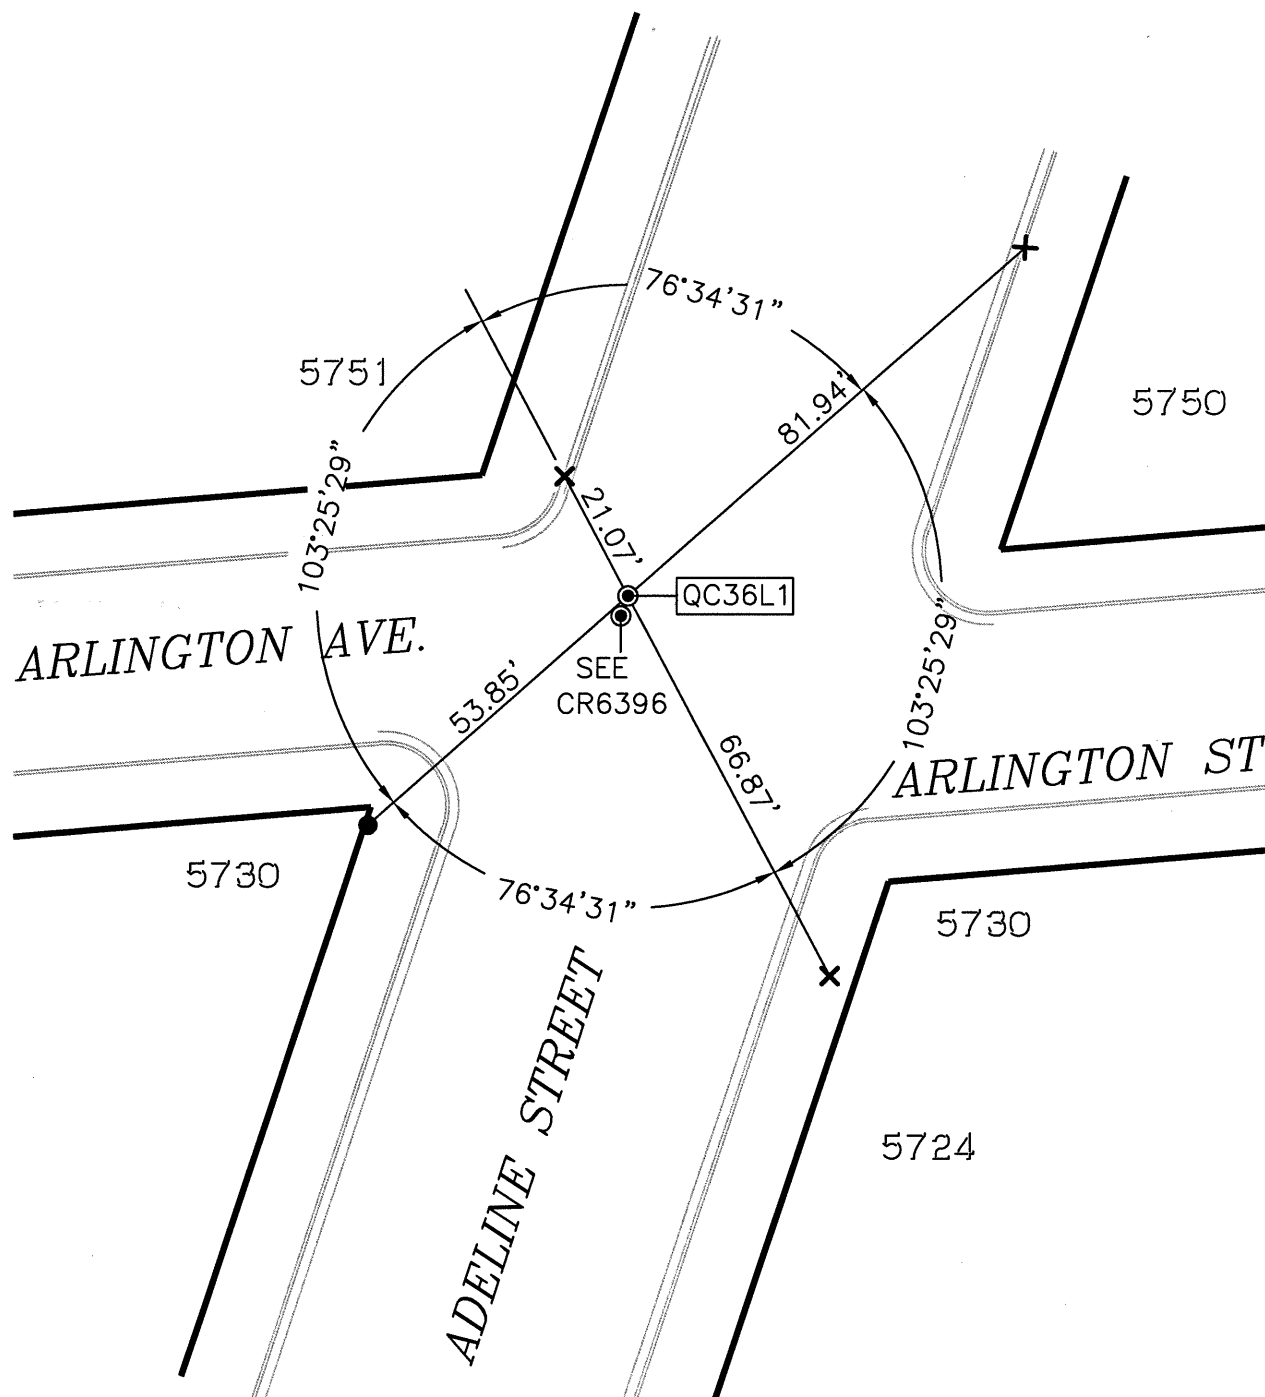 76°34'31"
5751
81.94'
5750
103°25'29"
21.07'
QC36L1
ARLINGTON AVE.
SEE
CR6396
53.85'
103°25'29"
66.87'
ARLINGTON ST
5730
76°34'31"
5730
ADELINE STREET
5724